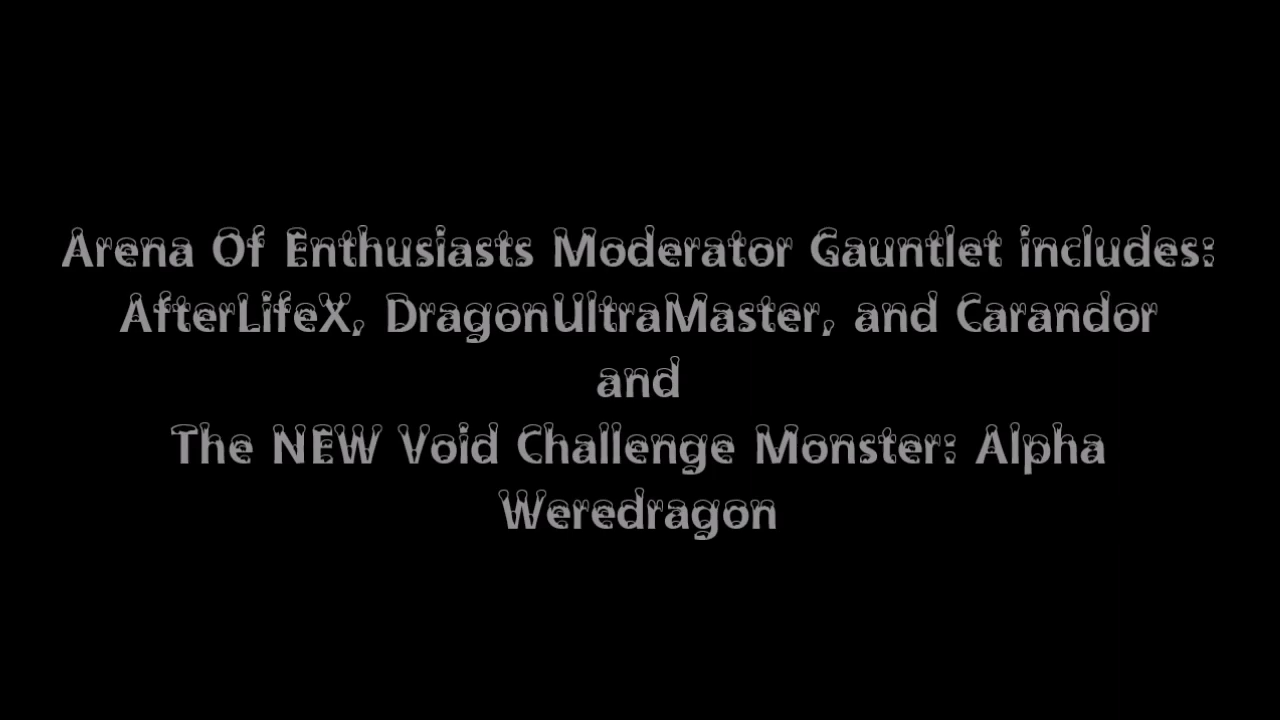 Arena Of Enthusiasts Moderator Gauntlet includes:
AfterLifeX, DragonUltraMaster, and Carandor
and
The NEW Void Challenge Monster: Alpha
Weredragon